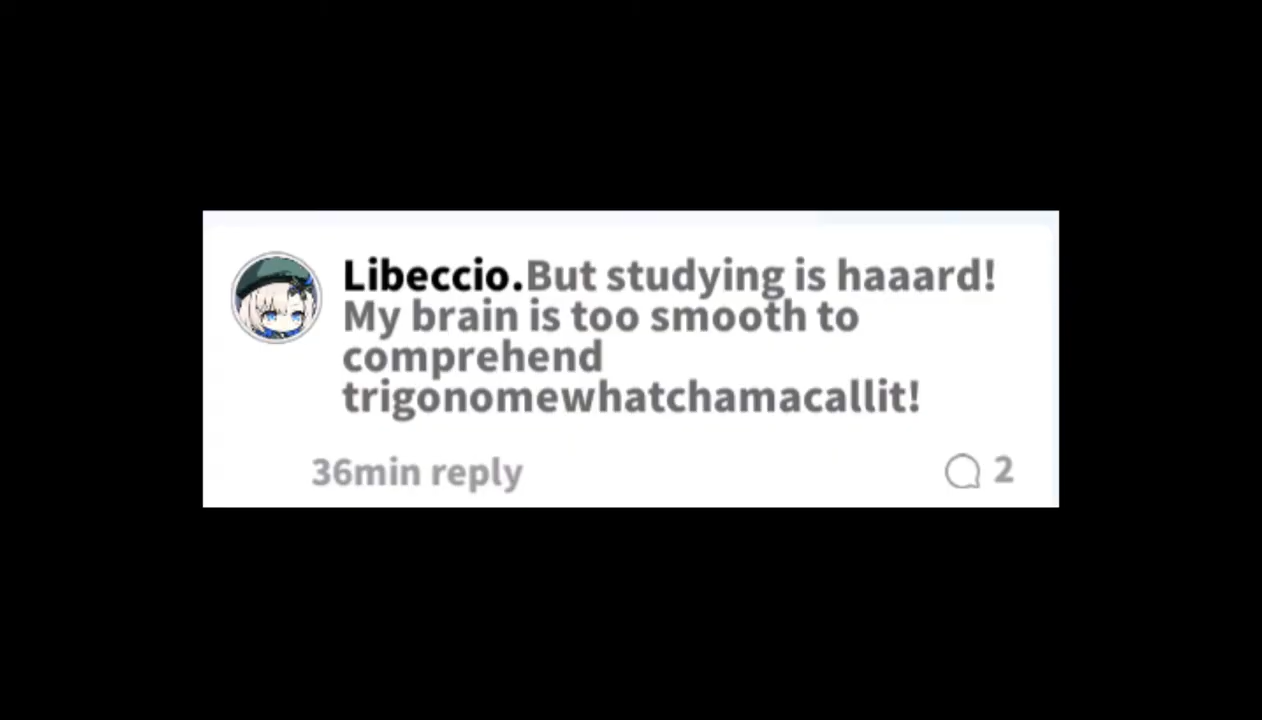 Libeccio.But studying is haaard!
My brain is too smooth to
comprehend
trigonomewhatchamacallit!
36min reply
2